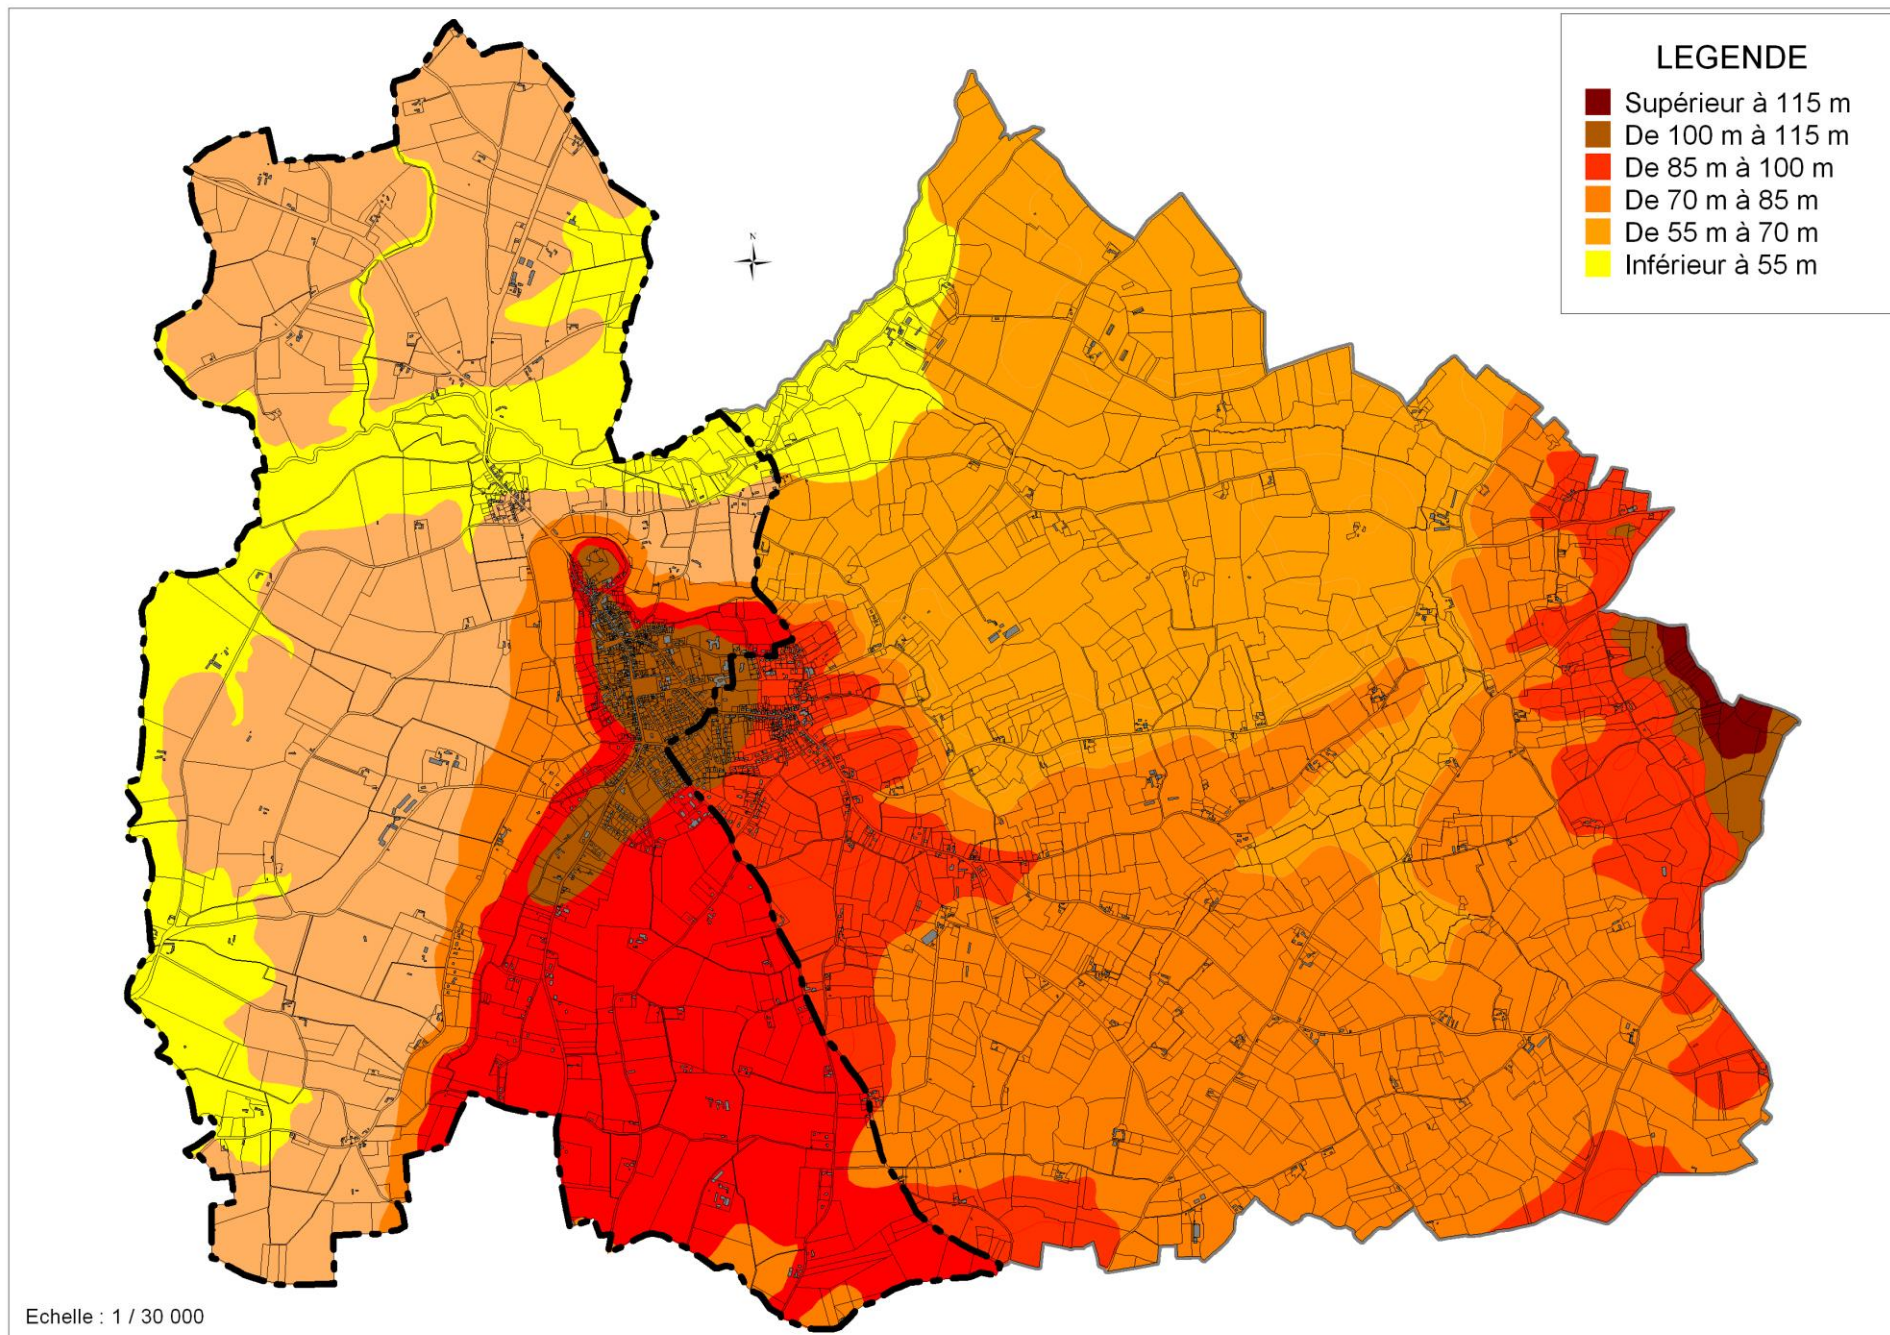 LEGENDE
Supérieur à 115 m
De 100 m à 115 m
De 85 m à 100 m
De 70 m à 85 m
De 55 m à 70 m
Inférieur à 55 m
N
Echelle : 1 / 30 000